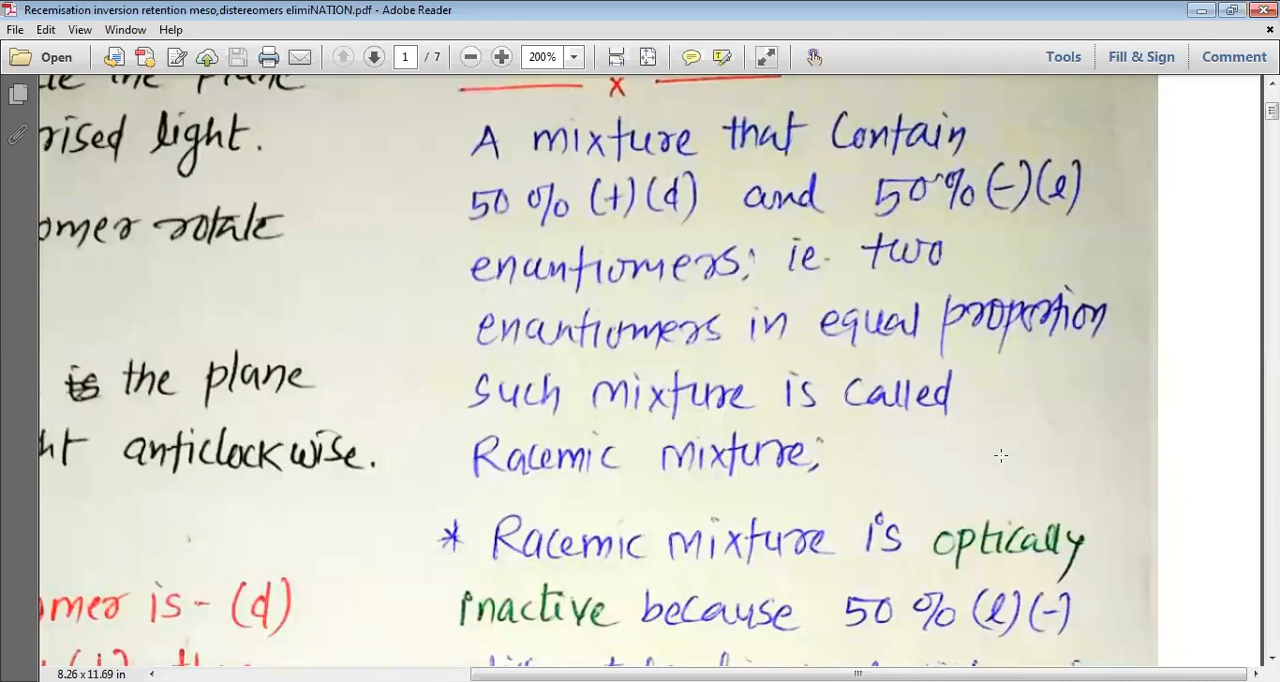 Recemisation inversion retention meso,distereomers elimiNATION.pdf - Adobe Reader
File Edit View Window Help
Open 1 / 7 200% Tools Fill & Sign Comment
the plane
rised light.
omer rotate
is the plane
ht anticlockwise.
omer is - (d)
x
A mixture that Contain
50 % (+)(d) and 50% (-)(l)
enantiomers; ie. two
enantiomers in equal proportion
Such mixture is called
Racemic mixture;
* Racemic mixture is optically
inactive because 50 % (l)(-)
8.26 x 11.69 in